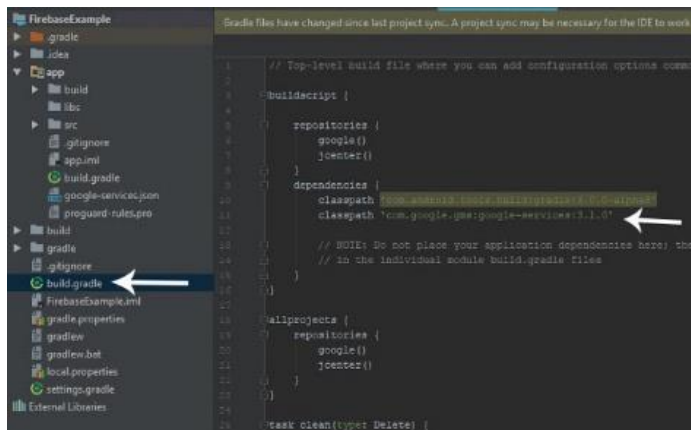 FirebaseExample
.gradle
.idea
app
build
libs
src
.gitignore
app.iml
build.gradle
google-services.json
proguard-rules.pro
build
gradle
.gitignore
build.gradle
FirebaseExample.iml
gradle.properties
gradlew
gradlew.bat
local.properties
settings.gradle
External Libraries
Gradle files have changed since last project sync. A project sync may be necessary for the IDE to work
// Top-level build file where you can add configuration options comm
buildscript {
repositories {
google()
jcenter()
}
dependencies {
classpath 'com.android.tools.build:gradle:3.0.0-alpha8'
classpath 'com.google.gms:google-services:3.1.0'
// NOTE: Do not place your application dependencies here; the
// in the individual module build.gradle files
}
}
allprojects {
repositories {
google()
jcenter()
}
}
task clean(type: Delete) {